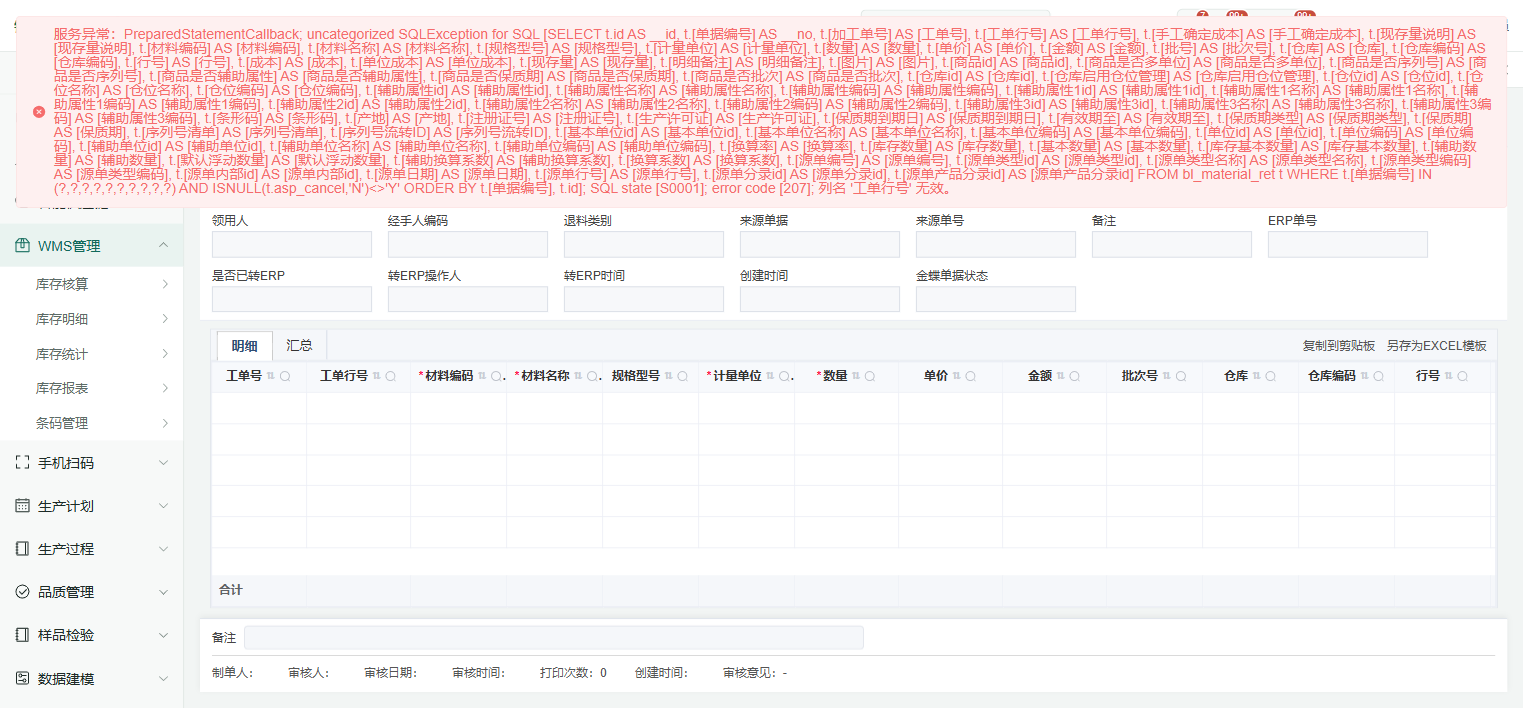 服务异常：PreparedStatementCallback; uncategorized SQLException for SQL [SELECT t.id AS __id, t.[单据编号] AS __no, t.[加工单号] AS [工单号], t.[工单行号] AS [工单行号], t.[手工确定成本] AS [手工确定成本], t.[现存量说明] AS
[现存量说明], t.[材料编码] AS [材料编码], t.[材料名称] AS [材料名称], t.[规格型号] AS [规格型号], t.[计量单位] AS [计量单位], t.[数量] AS [数量], t.[单价] AS [单价], t.[金额] AS [金额], t.[批号] AS [批次号], t.[仓库] AS [仓库], t.[仓库编码] AS
[仓库编码], t.[行号] AS [行号], t.[成本] AS [成本], t.[单位成本] AS [单位成本], t.[现存量] AS [现存量], t.[明细备注] AS [明细备注], t.[图片] AS [图片], t.[商品id] AS [商品id], t.[商品是否多单位] AS [商品是否多单位], t.[商品是否序列号] AS [商
品是否序列号], t.[商品是否辅助属性] AS [商品是否辅助属性], t.[商品是否保质期] AS [商品是否保质期], t.[商品是否批次] AS [商品是否批次], t.[仓库id] AS [仓库id], t.[仓库启用仓位管理] AS [仓库启用仓位管理], t.[仓位id] AS [仓位id], t.[仓
位名称] AS [仓位名称], t.[仓位编码] AS [仓位编码], t.[辅助属性id] AS [辅助属性id], t.[辅助属性名称] AS [辅助属性名称], t.[辅助属性编码] AS [辅助属性编码], t.[辅助属性1id] AS [辅助属性1id], t.[辅助属性1名称] AS [辅助属性1名称], t.[辅
助属性1编码] AS [辅助属性1编码], t.[辅助属性2id] AS [辅助属性2id], t.[辅助属性2名称] AS [辅助属性2名称], t.[辅助属性2编码] AS [辅助属性2编码], t.[辅助属性3id] AS [辅助属性3id], t.[辅助属性3名称] AS [辅助属性3名称], t.[辅助属性3编
码] AS [辅助属性3编码], t.[条形码] AS [条形码], t.[产地] AS [产地], t.[注册证号] AS [注册证号], t.[生产许可证] AS [生产许可证], t.[保质期到期日] AS [保质期到期日], t.[有效期至] AS [有效期至], t.[保质期类型] AS [保质期类型], t.[保质期]
AS [保质期], t.[序列号清单] AS [序列号清单], t.[序列号流转ID] AS [序列号流转ID], t.[基本单位id] AS [基本单位id], t.[基本单位名称] AS [基本单位名称], t.[基本单位编码] AS [基本单位编码], t.[单位id] AS [单位id], t.[单位编码] AS [单位编
码], t.[辅助单位id] AS [辅助单位id], t.[辅助单位名称] AS [辅助单位名称], t.[辅助单位编码] AS [辅助单位编码], t.[换算率] AS [换算率], t.[库存数量] AS [库存数量], t.[基本数量] AS [基本数量], t.[库存基本数量] AS [库存基本数量], t.[辅助数
量] AS [辅助数量], t.[默认浮动数量] AS [默认浮动数量], t.[辅助换算系数] AS [辅助换算系数], t.[换算系数] AS [换算系数], t.[源单编号] AS [源单编号], t.[源单类型id] AS [源单类型id], t.[源单类型名称] AS [源单类型名称], t.[源单类型编码]
AS [源单类型编码], t.[源单内部id] AS [源单内部id], t.[源单日期] AS [源单日期], t.[源单行号] AS [源单行号], t.[源单分录id] AS [源单分录id], t.[源单产品分录id] AS [源单产品分录id] FROM bl_material_ret t WHERE t.[单据编号] IN
(?,?,?,?,?,?,?,?,?,?) AND ISNULL(t.asp_cancel,'N')<>'Y' ORDER BY t.[单据编号], t.id]; SQL state [S0001]; error code [207]; 列名 '工单行号' 无效。
领用人 经手人编码 退料类别 来源单据 来源单号 备注 ERP单号
是否已转ERP 转ERP操作人 转ERP时间 创建时间 金蝶单据状态
WMS管理
库存核算
库存明细
库存统计
库存报表
条码管理
手机扫码
生产计划
生产过程
品质管理
样品检验
数据建模
明细 汇总 复制到剪贴板 另存为EXCEL模板
工单号 工单行号 *材料编码 *材料名称 规格型号 *计量单位 *数量 单价 金额 批次号 仓库 仓库编码 行号
合计
备注
制单人： 审核人： 审核日期： 审核时间： 打印次数：0 创建时间： 审核意见：-